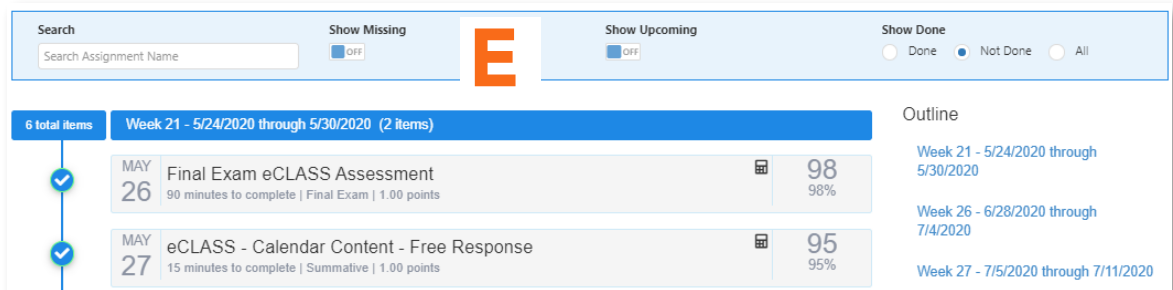 Search
Search Assignment Name
Show Missing
OFF
E
Show Upcoming
OFF
Show Done
Done Not Done All
6 total items
Week 21 - 5/24/2020 through 5/30/2020 (2 items)
MAY
26
Final Exam eCLASS Assessment
90 minutes to complete | Final Exam | 1.00 points
98
98%
MAY
27
eCLASS - Calendar Content - Free Response
15 minutes to complete | Summative | 1.00 points
95
95%
Outline
Week 21 - 5/24/2020 through
5/30/2020
Week 26 - 6/28/2020 through
7/4/2020
Week 27 - 7/5/2020 through 7/11/2020